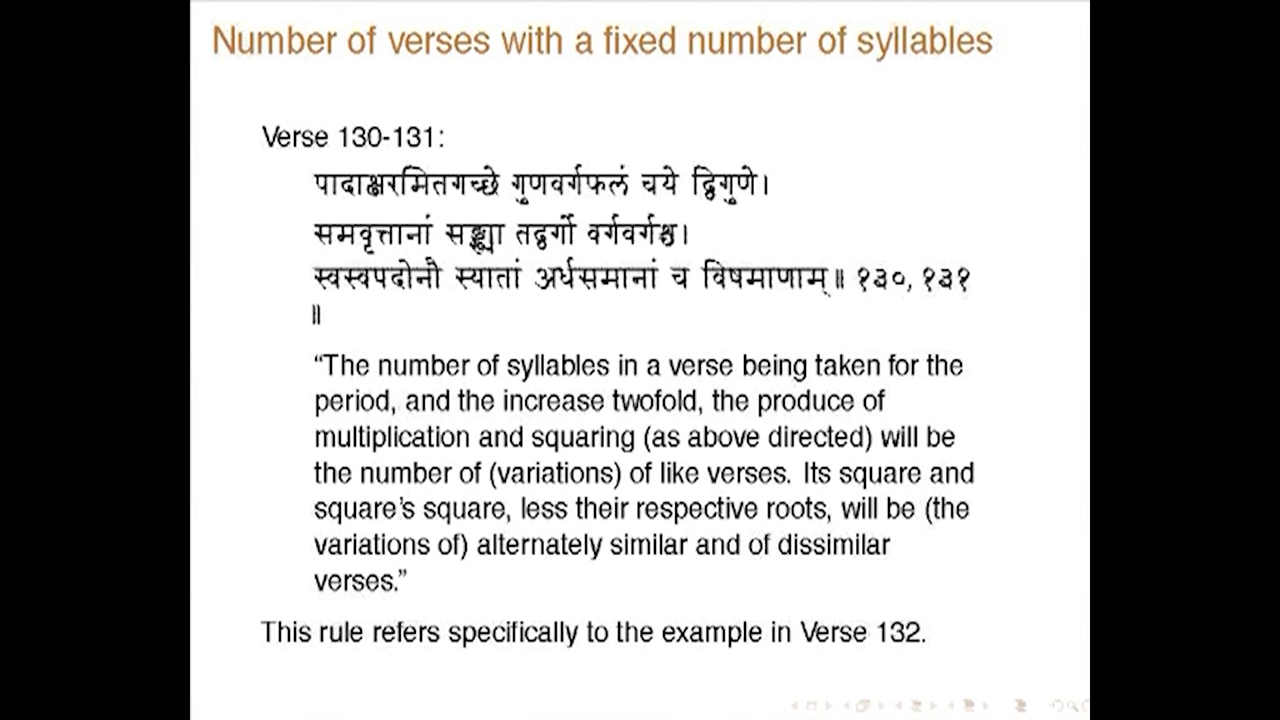 Number of verses with a fixed number of syllables
Verse 130-131:
पादाक्षरमितगच्छे गुणवर्गफलं चये द्विगुणे।
समवृत्तानां सङ्ख्या तद्वर्गो वर्गवर्गश्च।
स्वस्वपदोनौ स्यातां अर्धसमानां च विषमाणाम्॥ १३०, १३१
॥
“The number of syllables in a verse being taken for the
period, and the increase twofold, the produce of
multiplication and squaring (as above directed) will be
the number of (variations) of like verses. Its square and
square's square, less their respective roots, will be (the
variations of) alternately similar and of dissimilar
verses.”
This rule refers specifically to the example in Verse 132.